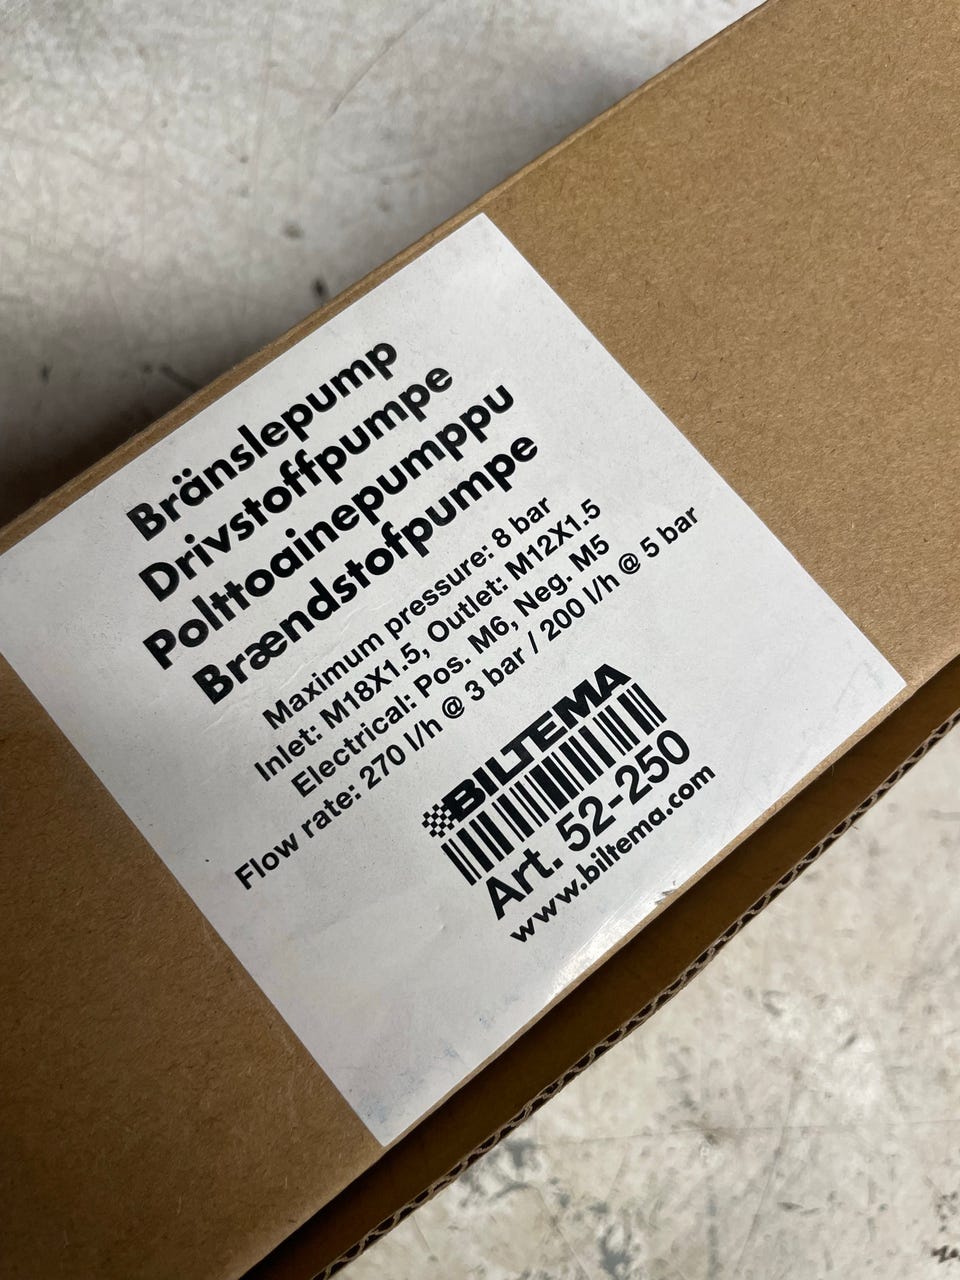 Bränslepump
Drivstoffpumpe
Polttoainepumppu
Brændstofpumpe
Maximum pressure: 8 bar
Inlet: M18X1.5, Outlet: M12X1.5
Electrical: Pos. M6, Neg. M5
Flow rate: 270 l/h @ 3 bar / 200 l/h @ 5 bar
BILTEMA
Art. 52-250
www.biltema.com